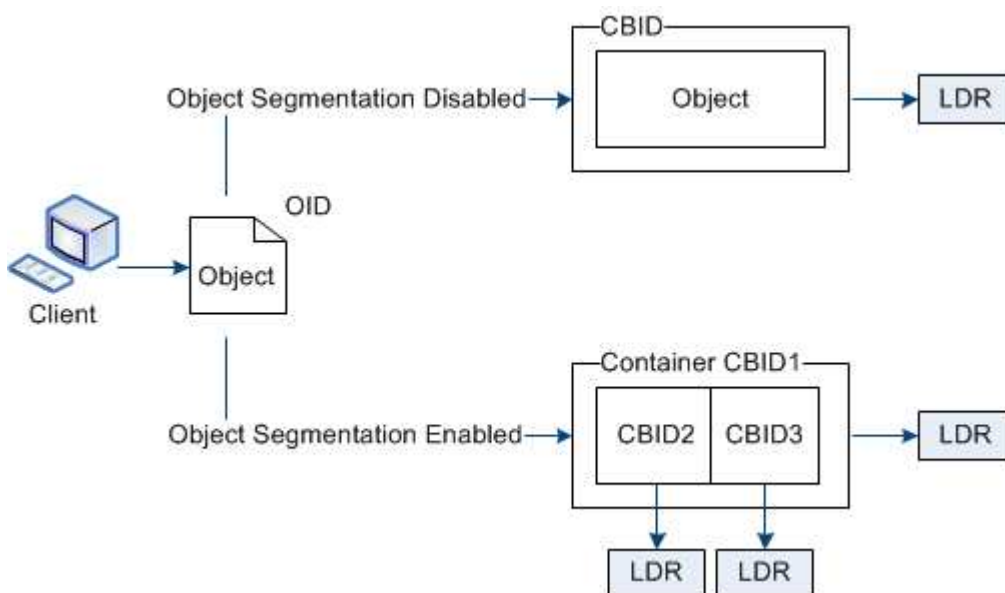 CBID
Object Segmentation Disabled
Object
LDR
OID
Object
Client
Container CBID1
Object Segmentation Enabled
CBID2
CBID3
LDR
LDR
LDR